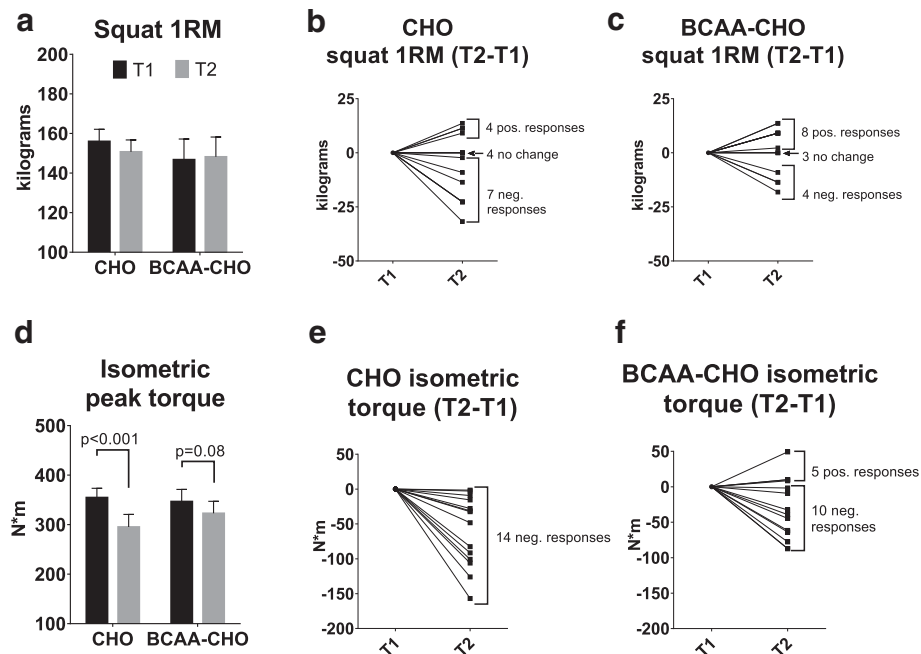 a
Squat 1RM
T1 T2
kilograms
200
180
160
140
120
100
CHO BCAA-CHO
b
CHO
squat 1RM (T2-T1)
kilograms
25
0
-25
-50
4 pos. responses
4 no change
7 neg.
responses
T1 T2
c
BCAA-CHO
squat 1RM (T2-T1)
kilograms
25
0
-25
-50
8 pos. responses
3 no change
4 neg. responses
T1 T2
d
Isometric
peak torque
N*m
500
400
300
200
100
p<0.001
p=0.08
CHO BCAA-CHO
e
CHO isometric
torque (T2-T1)
N*m
50
0
-50
-100
-150
-200
14 neg. responses
T1 T2
f
BCAA-CHO isometric
torque (T2-T1)
N*m
50
0
-50
-100
-150
-200
5 pos. responses
10 neg.
responses
T1 T2